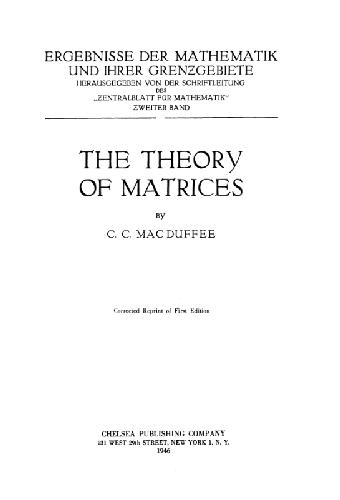 ERGEBNISSE DER MATHEMATIK
UND IHRER GRENZGEBIETE
HERAUSGEGEBEN VON DER SCHRIFTLEITUNG
DES
„ZENTRALBLATT FÜR MATHEMATIK“
ZWEITER BAND
THE THEORY
OF MATRICES
BY
C. C. MAC DUFFEE
Corrected Reprint of First Edition
CHELSEA PUBLISHING COMPANY
231 WEST 29th STREET, NEW YORK 1, N. Y.
1946